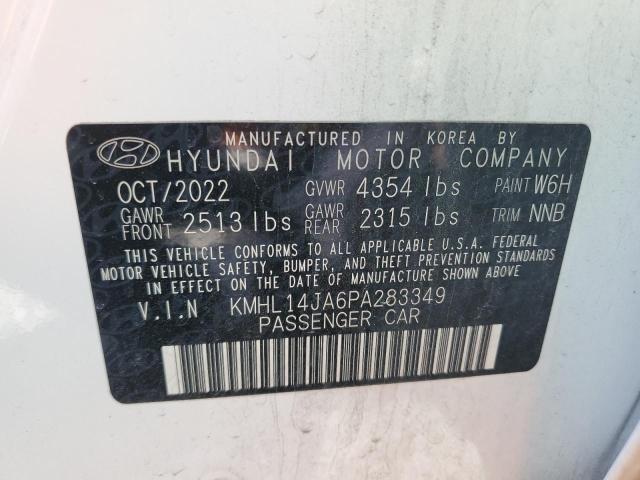 MANUFACTURED IN KOREA BY
HYUNDAI MOTOR COMPANY
OCT/2022 GVWR 4354 lbs PAINT W6H
GAWR FRONT 2513 lbs GAWR REAR 2315 lbs TRIM NNB
THIS VEHICLE CONFORMS TO ALL APPLICABLE U.S.A. FEDERAL
MOTOR VEHICLE SAFETY, BUMPER, AND THEFT PREVENTION STANDARDS
IN EFFECT ON THE DATE OF MANUFACTURE SHOWN ABOVE
V.I.N KMHL14JA6PA283349
PASSENGER CAR